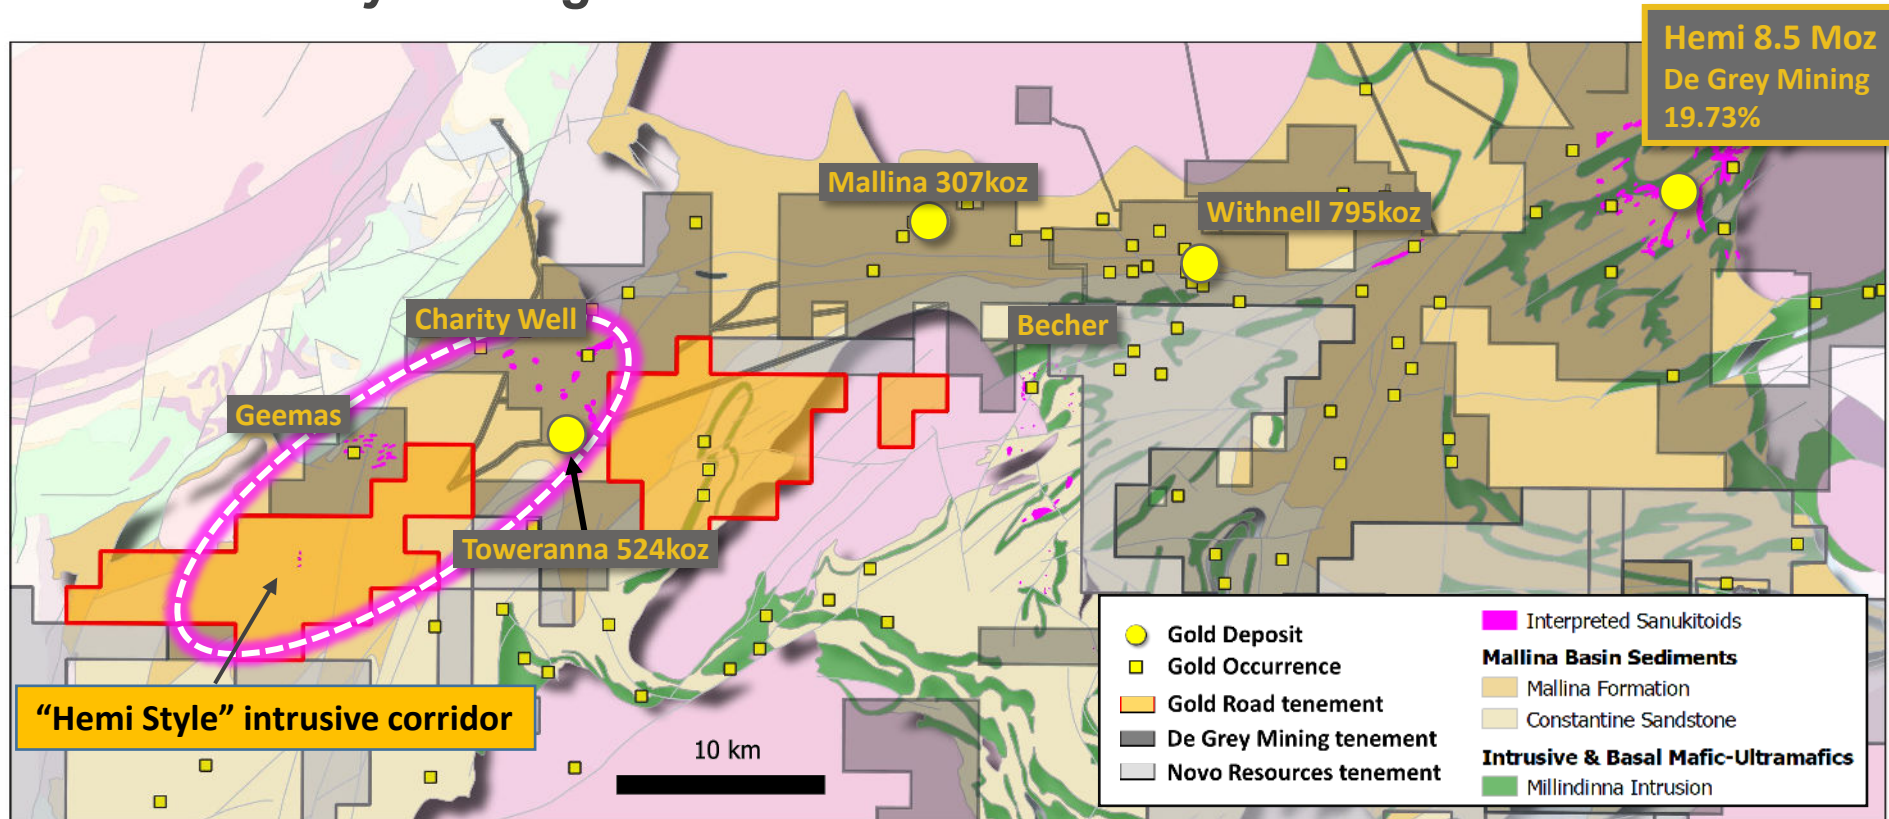 Hemi 8.5 Moz
De Grey Mining
19.73%
Mallina 307koz
Withnell 795koz
Charity Well
Becher
Geemas
Toweranna 524koz
“Hemi Style” intrusive corridor
10 km
Gold Deposit
Gold Occurrence
Gold Road tenement
De Grey Mining tenement
Novo Resources tenement
Interpreted Sanukitoids
Mallina Basin Sediments
Mallina Formation
Constantine Sandstone
Intrusive & Basal Mafic-Ultramafics
Millindinna Intrusion